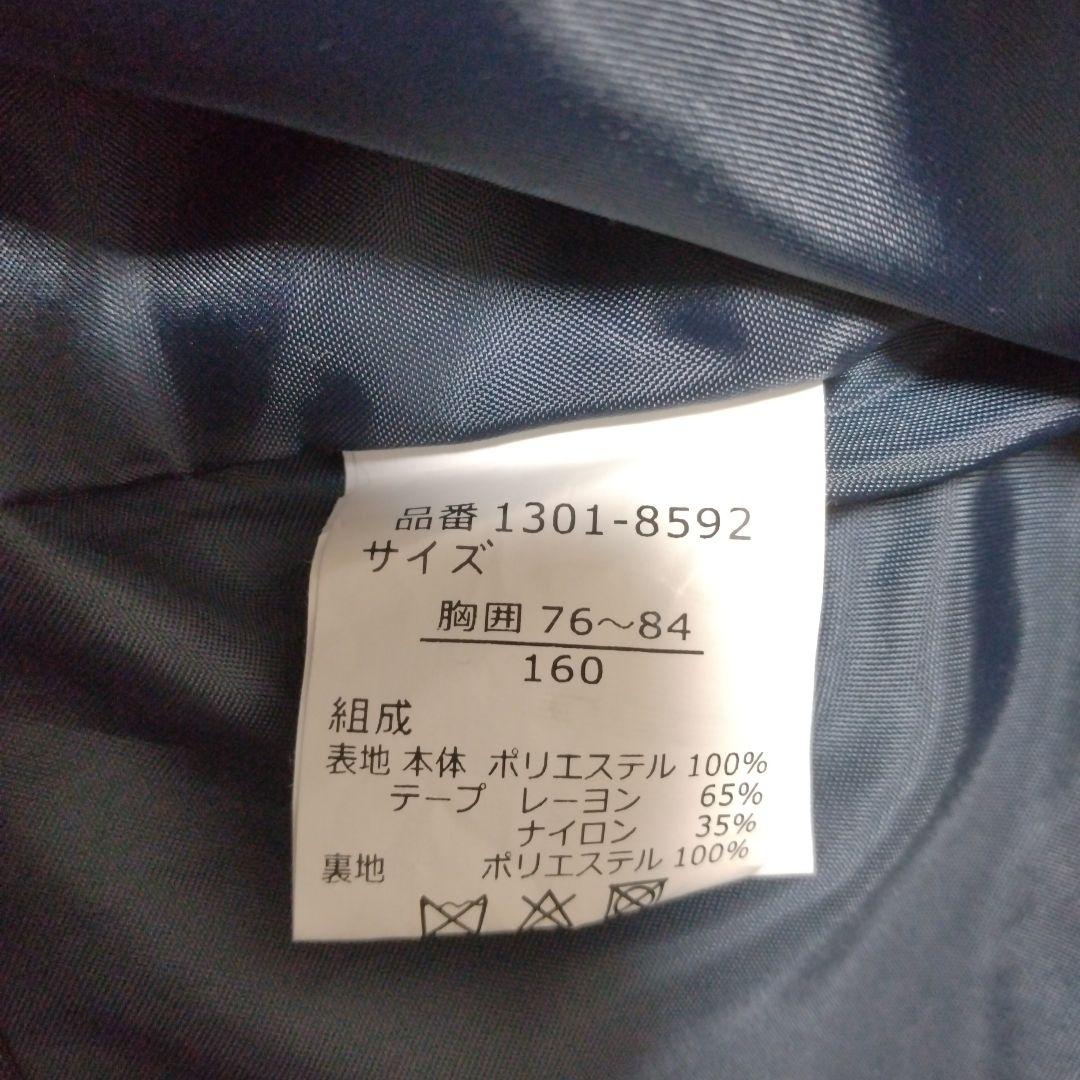 品番 1301-8592
サイズ
胸囲 76～84
160
組成
表地 本体 ポリエステル 100%
テープ レーヨン 65%
ナイロン 35%
裏地 ポリエステル 100%